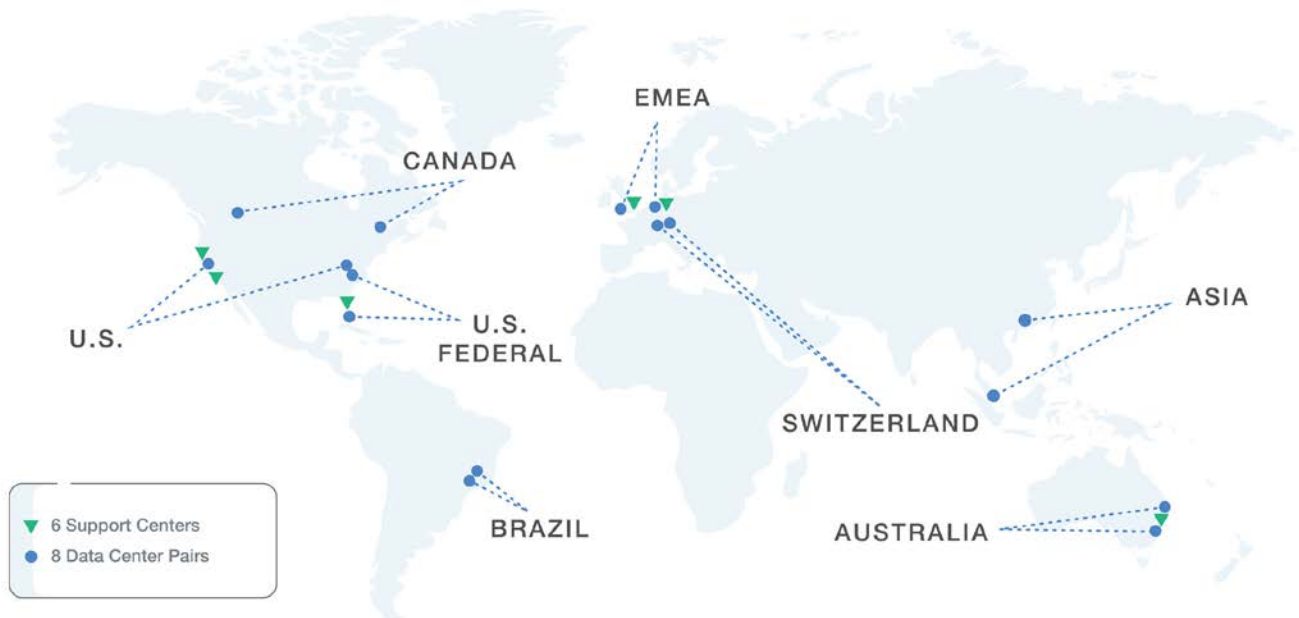 EMEA
CANADA
ASIA
U.S.
U.S.
FEDERAL
SWITZERLAND
BRAZIL
AUSTRALIA
6 Support Centers
8 Data Center Pairs